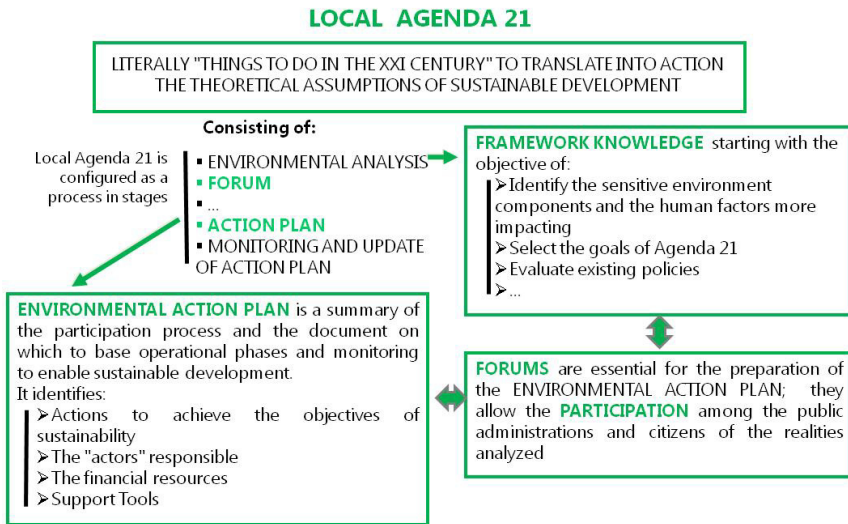 LOCAL AGENDA 21
LITERALLY "THINGS TO DO IN THE XXI CENTURY" TO TRANSLATE INTO ACTION
THE THEORETICAL ASSUMPTIONS OF SUSTAINABLE DEVELOPMENT
Consisting of:
Local Agenda 21 is
configured as a
process in stages
▪ ENVIRONMENTAL ANALYSIS
▪ FORUM
▪ ...
▪ ACTION PLAN
▪ MONITORING AND UPDATE
OF ACTION PLAN
FRAMEWORK KNOWLEDGE starting with the
objective of:
➢Identify the sensitive environment
components and the human factors more
impacting
➢Select the goals of Agenda 21
➢Evaluate existing policies
➢...
ENVIRONMENTAL ACTION PLAN is a summary of
the participation process and the document on
which to base operational phases and monitoring
to enable sustainable development.
It identifies:
➢Actions to achieve the objectives of
sustainability
➢The "actors" responsible
➢The financial resources
➢Support Tools
FORUMS are essential for the preparation of
the ENVIRONMENTAL ACTION PLAN; they
allow the PARTICIPATION among the public
administrations and citizens of the realities
analyzed